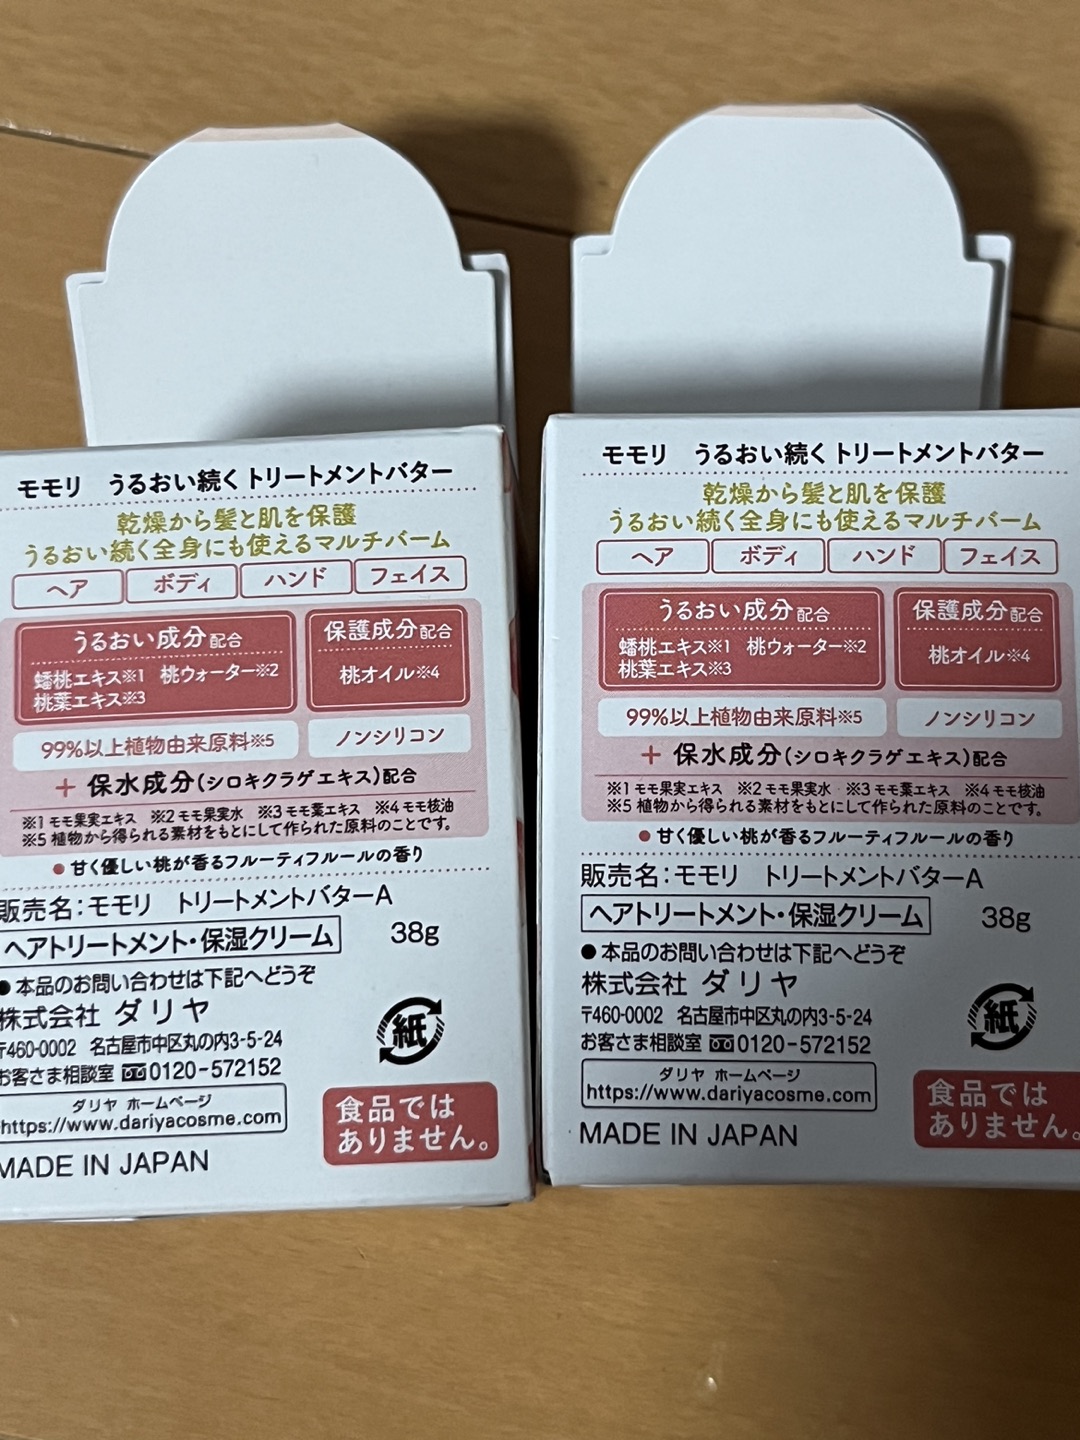 モモリ うるおい続くトリートメントバター
乾燥から髪と肌を保護
うるおい続く全身にも使えるマルチバーム
ヘア ボディ ハンド フェイス
うるおい成分配合
蟠桃エキス※1 桃ウォーター※2
桃葉エキス※3
保護成分配合
桃オイル※4
99%以上植物由来原料※5 ノンシリコン
+ 保水成分(シロキクラゲエキス)配合
※1 モモ果実エキス ※2 モモ果実水 ※3 モモ葉エキス ※4 モモ核油
※5 植物から得られる素材をもとにして作られた原料のことです。
●甘く優しい桃が香るフルーティフルールの香り
販売名:モモリ トリートメントバターA
ヘアトリートメント・保湿クリーム 38g
●本品のお問い合わせは下記へどうぞ
株式会社 ダリヤ
〒460-0002 名古屋市中区丸の内3-5-24
お客さま相談室 0120-572152
ダリヤ ホームページ
https://www.dariyacosme.com
MADE IN JAPAN
紙
食品では
ありません。
モモリ うるおい続くトリートメントバター
乾燥から髪と肌を保護
うるおい続く全身にも使えるマルチバーム
ヘア ボディ ハンド フェイス
うるおい成分配合
蟠桃エキス※1 桃ウォーター※2
桃葉エキス※3
保護成分配合
桃オイル※4
99%以上植物由来原料※5 ノンシリコン
+ 保水成分(シロキクラゲエキス)配合
※1 モモ果実エキス ※2 モモ果実水 ※3 モモ葉エキス ※4 モモ核油
※5 植物から得られる素材をもとにして作られた原料のことです。
●甘く優しい桃が香るフルーティフルールの香り
販売名:モモリ トリートメントバターA
ヘアトリートメント・保湿クリーム 38g
●本品のお問い合わせは下記へどうぞ
株式会社 ダリヤ
〒460-0002 名古屋市中区丸の内3-5-24
お客さま相談室 0120-572152
ダリヤ ホームページ
https://www.dariyacosme.com
MADE IN JAPAN
紙
食品では
ありません。